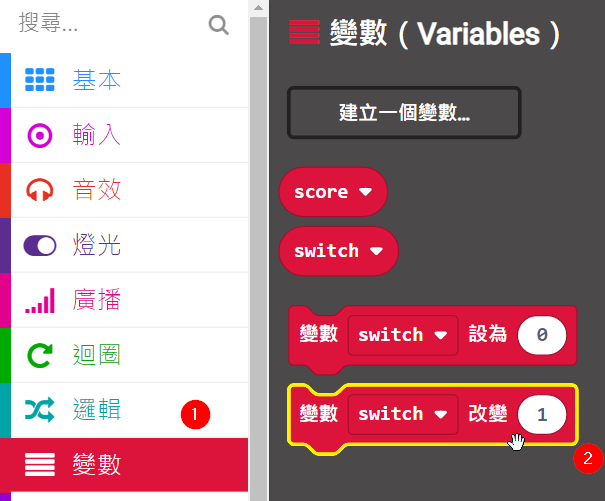 搜尋...
基本
輸入
音效
燈光
廣播
迴圈
邏輯
1
變數
變數（Variables）
建立一個變數...
score
switch
變數 switch 設為 0
變數 switch 改變 1
2